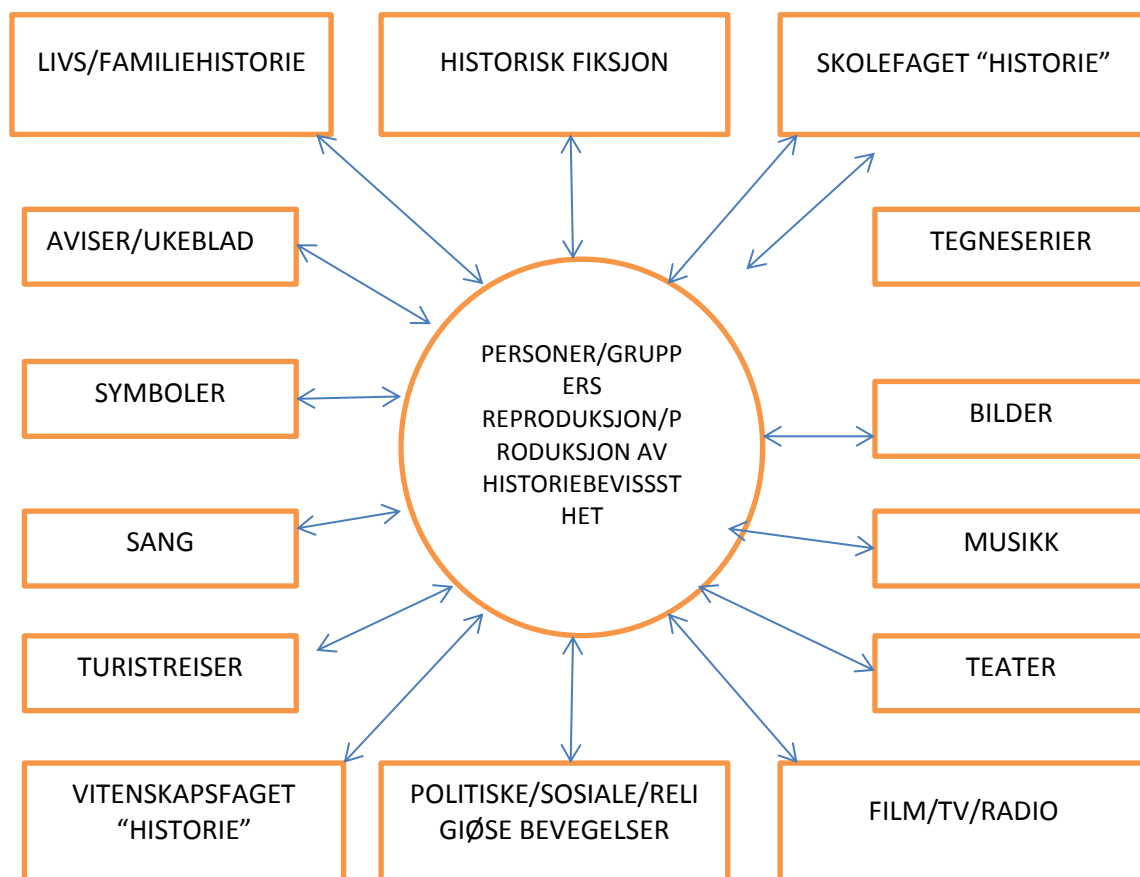 LIVS/FAMILIEHISTORIE
HISTORISK FIKSJON
SKOLEFAGET “HISTORIE”
AVISER/UKEBLAD
TEGNESERIER
PERSONER/GRUPP
ERS
REPRODUKSJON/P
RODUKSJON AV
HISTORIEBEVISSST
HET
SYMBOLER
BILDER
SANG
MUSIKK
TURISTREISER
TEATER
VITENSKAPSFAGET
“HISTORIE”
POLITISKE/SOSIALE/RELI
GIØSE BEVEGELSER
FILM/TV/RADIO